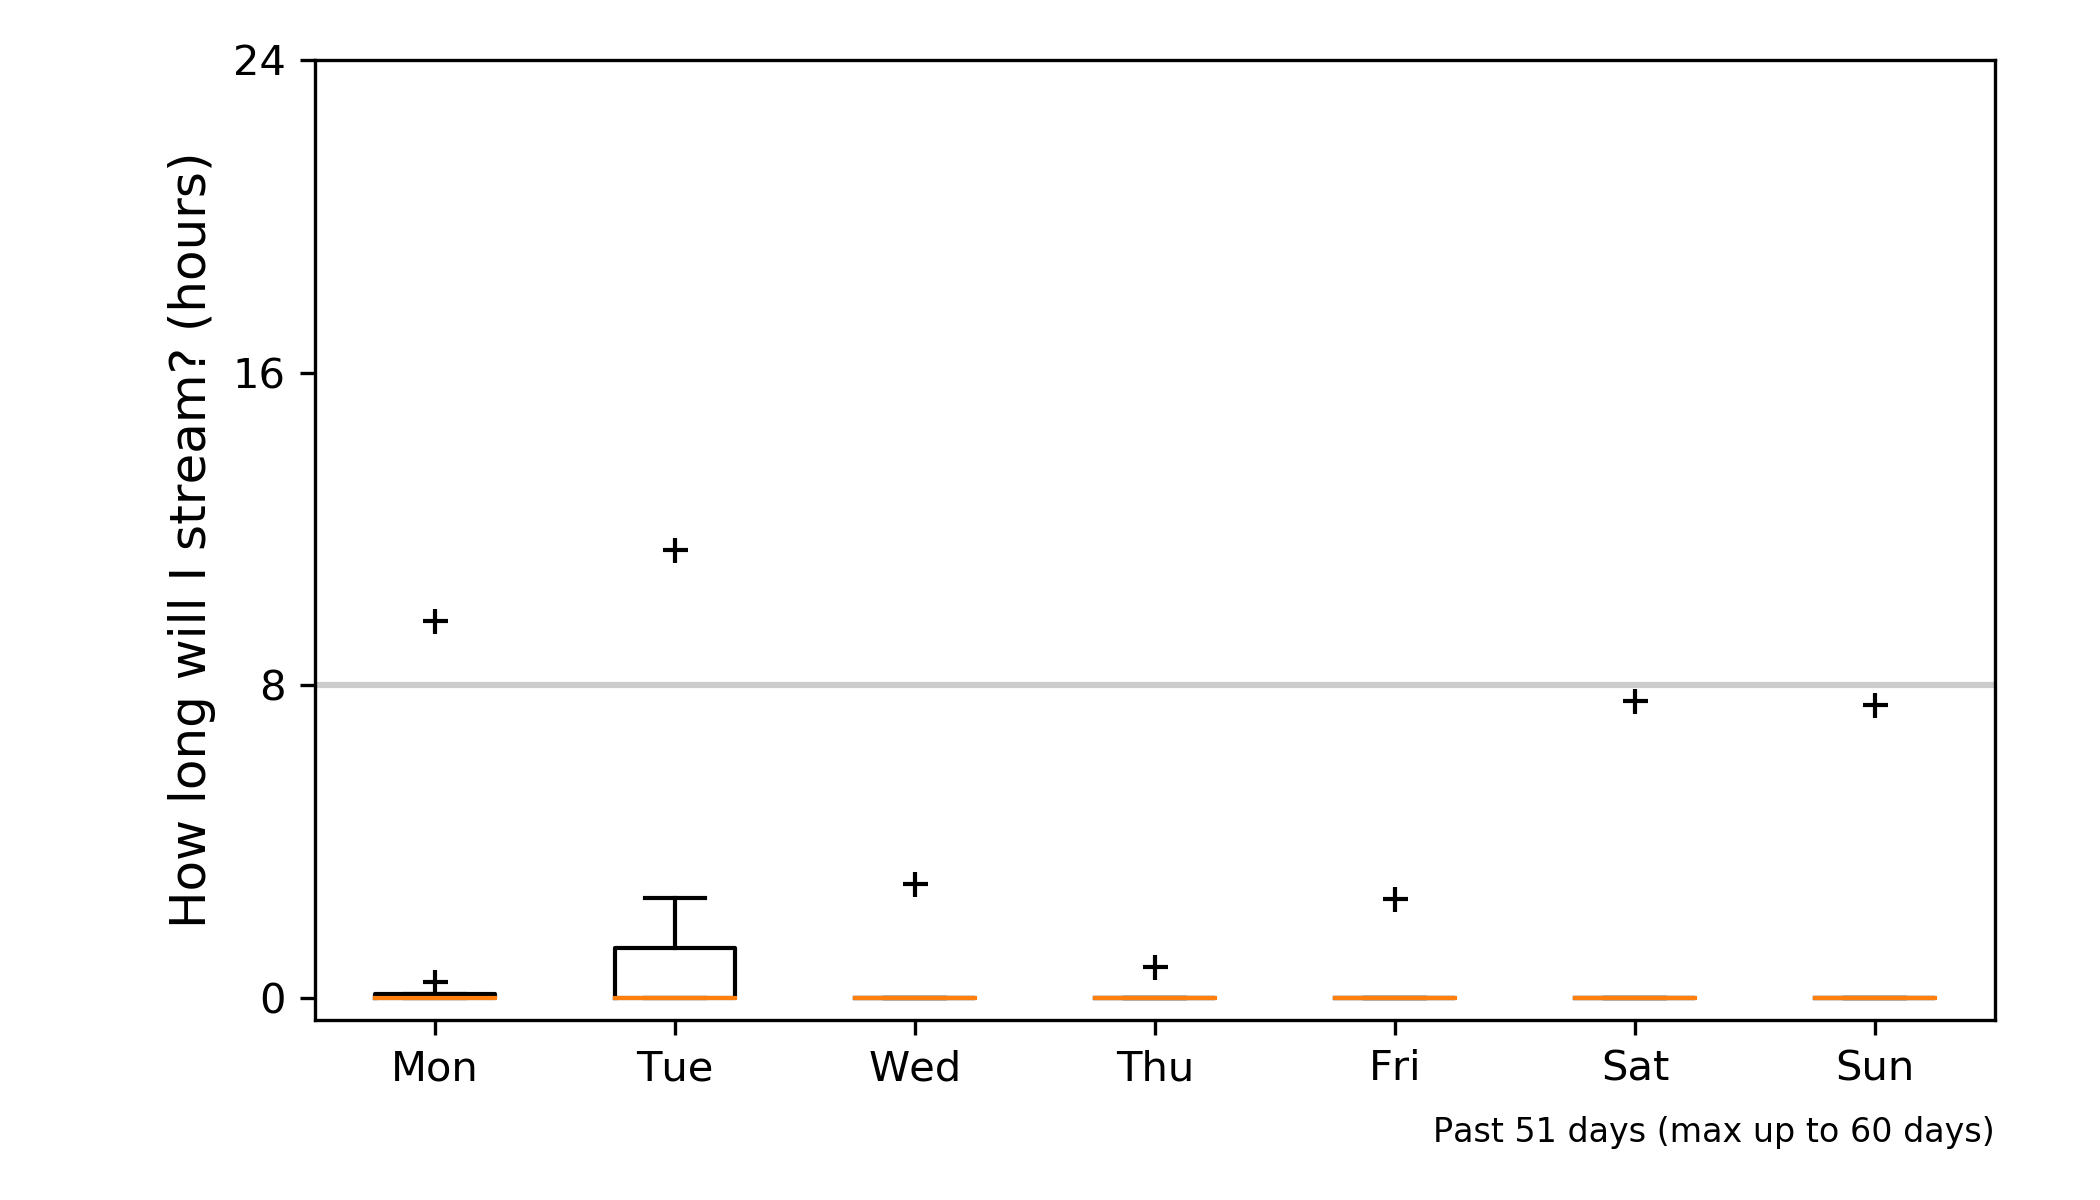 How long will I stream? (hours)
24
16
8
0
Mon Tue Wed Thu Fri Sat Sun
Past 51 days (max up to 60 days)